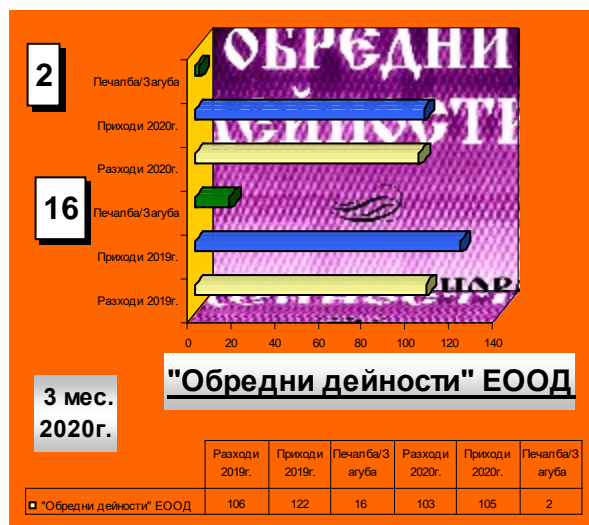 ОБРЕДНИ
ДЕЙНОСТИ
2
Печалба/Загуба
Приходи 2020г.
Разходи 2020г.
16
Печалба/Загуба
Приходи 2019г.
Разходи 2019г.
0 20 40 60 80 100 120 140
"Обредни дейности" ЕООД
3 мес.
2020г.
Разходи Приходи Печалба/З Разходи Приходи Печалба/З
2019г. 2019г. агуба 2020г. 2020г. агуба
"Обредни дейности" ЕООД 106 122 16 103 105 2